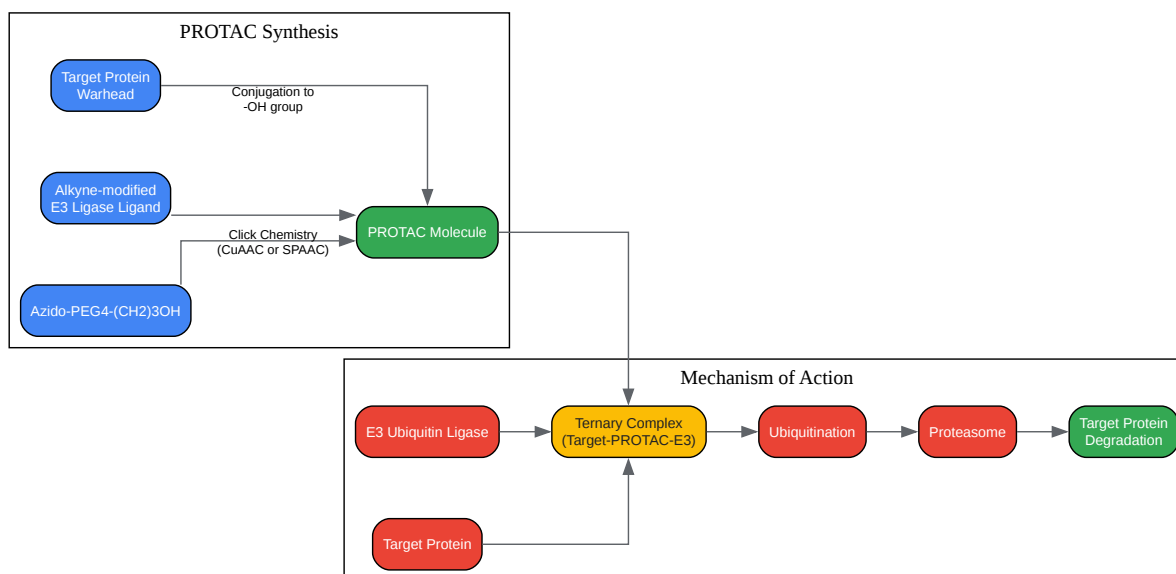 PROTAC Synthesis
Target Protein
Warhead
Conjugation to
-OH group
Alkyne-modified
E3 Ligase Ligand
PROTAC Molecule
Click Chemistry
(CuAAC or SPAAC)
Azido-PEG4-(CH2)3OH
Mechanism of Action
E3 Ubiquitin Ligase
Ternary Complex
(Target-PROTAC-E3)
Ubiquitination
Proteasome
Target Protein
Degradation
Target Protein